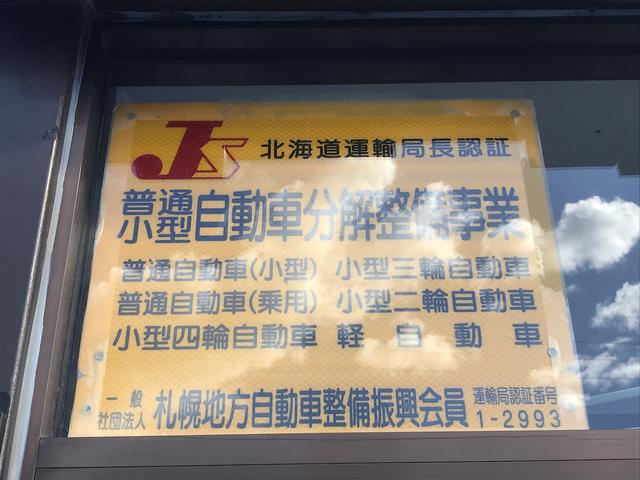 北海道運輸局長認証
普通
小型 自動車分解整備事業
普通自動車(小型) 小型三輪自動車
普通自動車(乗用) 小型二輪自動車
小型四輪自動車 軽自動車
一般
社団法人 札幌地方自動車整備振興会員 運輸局認証番号
1-2993